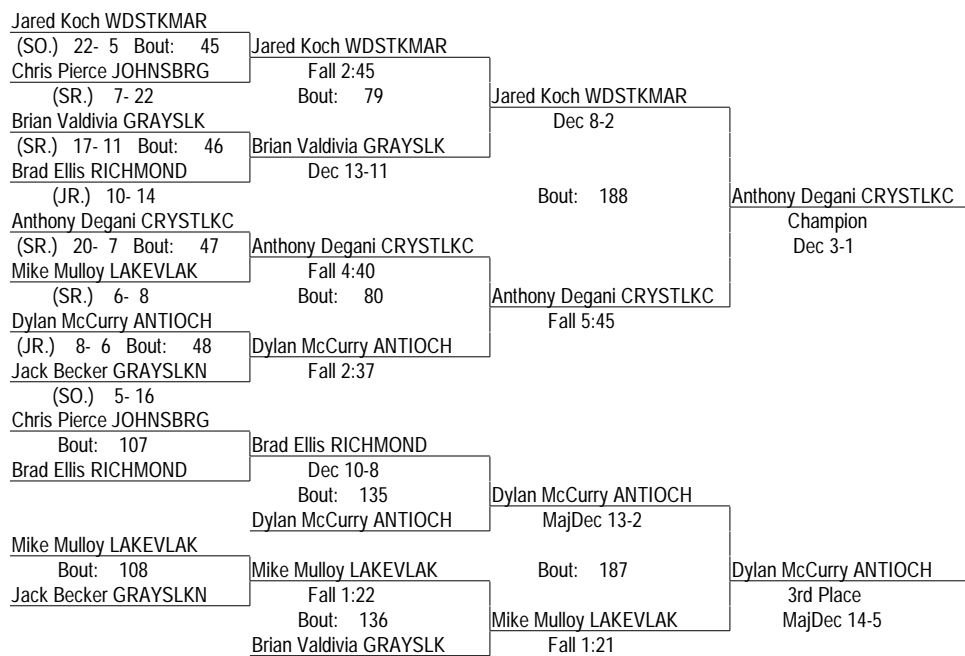 Jared Koch WDSTKMAR
(SO.) 22- 5 Bout: 45
Jared Koch WDSTKMAR
Chris Pierce JOHNSBRG
Fall 2:45
(SR.) 7- 22
Bout: 79
Jared Koch WDSTKMAR
Brian Valdivia GRAYSLK
Dec 8-2
(SR.) 17- 11 Bout: 46
Brian Valdivia GRAYSLK
Brad Ellis RICHMOND
Dec 13-11
(JR.) 10- 14
Bout: 188
Anthony Degani CRYSTLKC
Anthony Degani CRYSTLKC
Champion
(SR.) 20- 7 Bout: 47
Anthony Degani CRYSTLKC
Dec 3-1
Mike Mulloy LAKEVLAK
Fall 4:40
(SR.) 6- 8
Bout: 80
Anthony Degani CRYSTLKC
Dylan McCurry ANTIOCH
Fall 5:45
(JR.) 8- 6 Bout: 48
Dylan McCurry ANTIOCH
Jack Becker GRAYSLKN
Fall 2:37
(SO.) 5- 16
Chris Pierce JOHNSBRG
Bout: 107
Brad Ellis RICHMOND
Brad Ellis RICHMOND
Dec 10-8
Bout: 135
Dylan McCurry ANTIOCH
Dylan McCurry ANTIOCH
MajDec 13-2
Mike Mulloy LAKEVLAK
Bout: 108
Mike Mulloy LAKEVLAK
Bout: 187
Dylan McCurry ANTIOCH
Jack Becker GRAYSLKN
Fall 1:22
3rd Place
Bout: 136
Mike Mulloy LAKEVLAK
MajDec 14-5
Brian Valdivia GRAYSLK
Fall 1:21